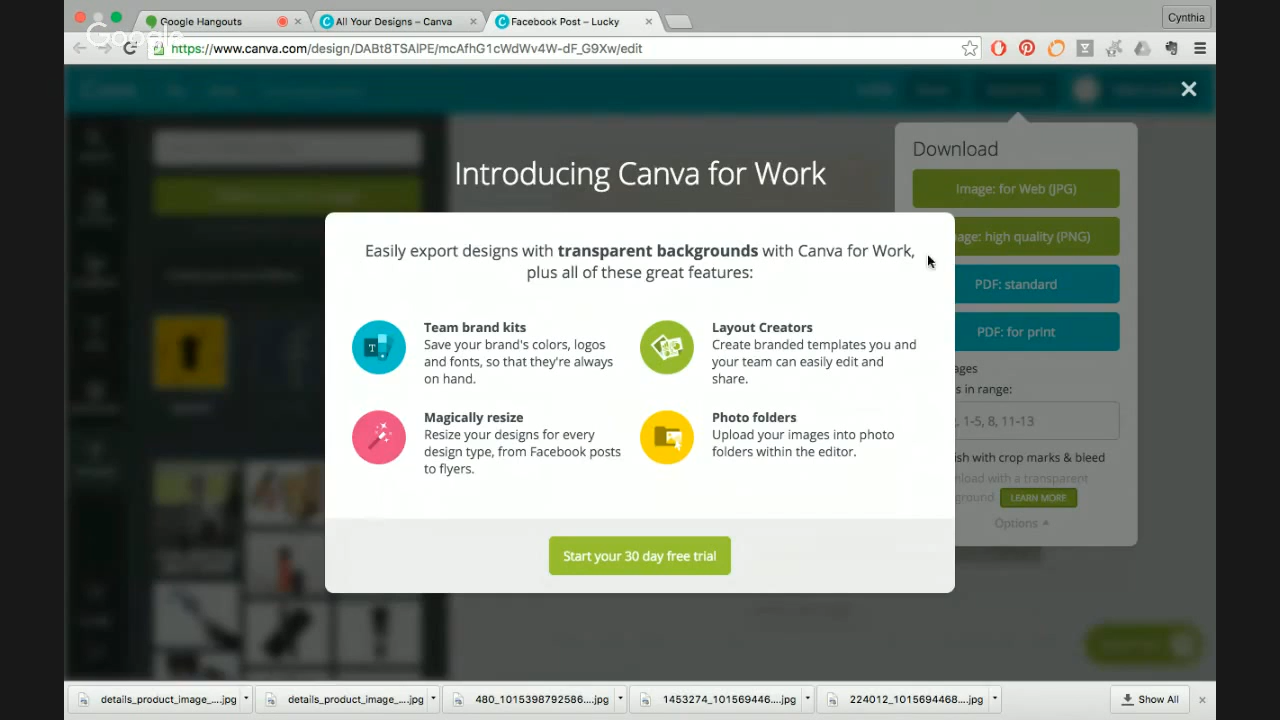 Google Hangouts
All Your Designs – Canva
Facebook Post – Lucky
Cynthia
Google
https://www.canva.com/design/DABt8TSAlPE/mcAfhG1cWdWv4W-dF_G9Xw/edit
Download
Image: for Web (JPG)
Image: high quality (PNG)
PDF: standard
PDF: for print
1-5, 8, 11-13
crop marks & bleed
with a transparent
LEARN MORE
Options
Introducing Canva for Work
Easily export designs with transparent backgrounds with Canva for Work,
plus all of these great features:
Team brand kits
Save your brand's colors, logos
and fonts, so that they're always
on hand.
Layout Creators
Create branded templates you and
your team can easily edit and
share.
Magically resize
Resize your designs for every
design type, from Facebook posts
to flyers.
Photo folders
Upload your images into photo
folders within the editor.
Start your 30 day free trial
details_product_image_....jpg
details_product_image_....jpg
480_1015398792586....jpg
1453274_101569446....jpg
224012_1015694468....jpg
Show All